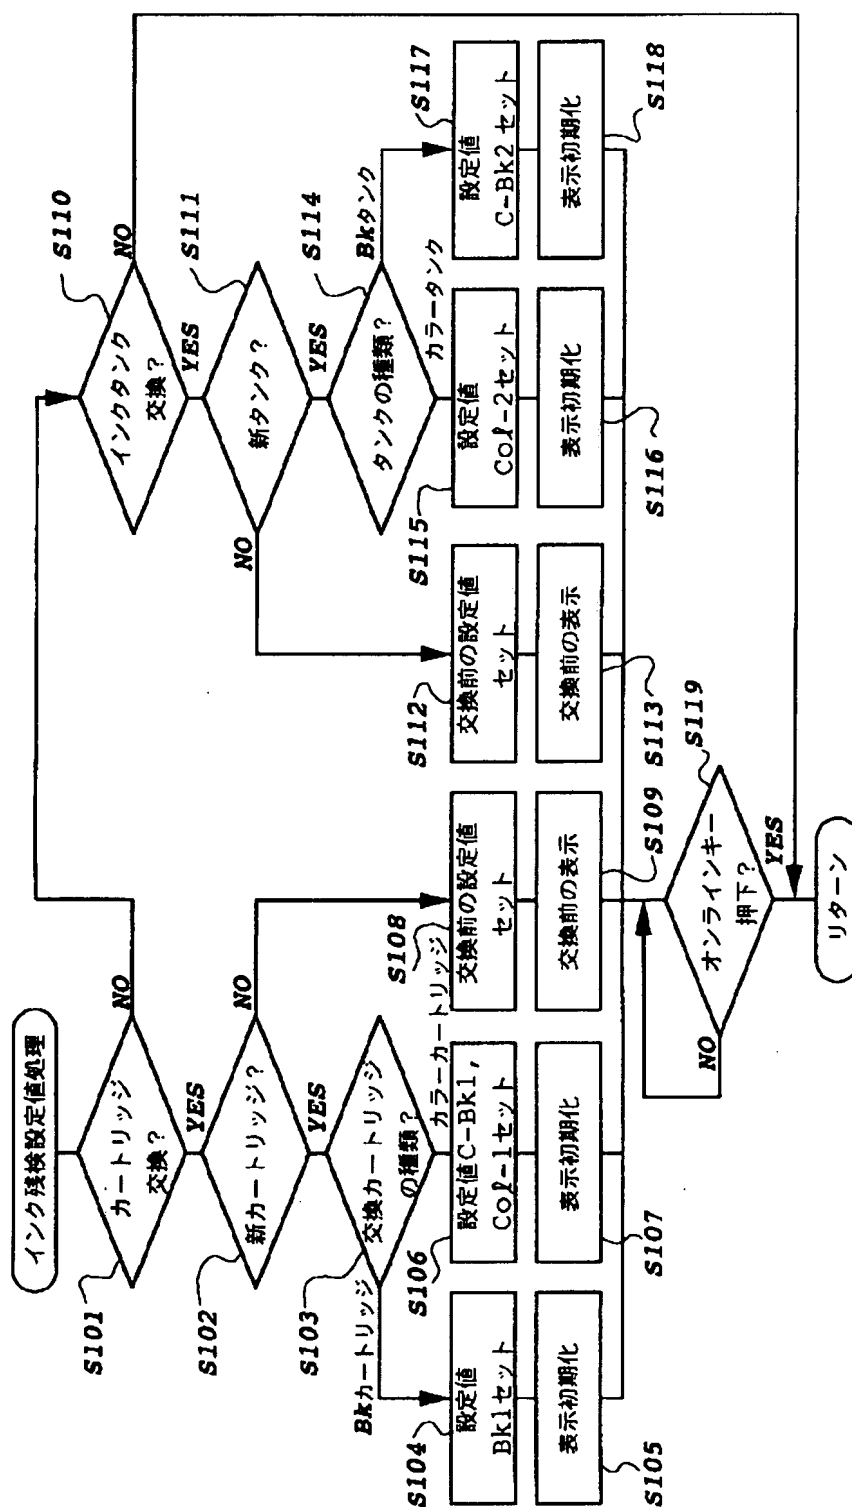 インク残検設定値処理
S101
カートリッジ
交換?
NO
YES
S102
新カートリッジ?
NO
YES
S103
交換カートリッジ
の種類?
Bkカートリッジ
カラーカートリッジ
S104
設定値
Bk1セット
S105
表示初期化
S106
設定値C-Bk1,
Col-1セット
S107
表示初期化
S108
交換前の設定値
セット
S109
交換前の表示
S110
インクタンク
交換?
NO
YES
S111
新タンク?
NO
YES
S112
交換前の設定値
セット
S113
交換前の表示
S114
タンクの種類?
Bkタンク
カラータンク
S115
設定値
Col-2セット
S116
表示初期化
S117
設定値
C-Bk2セット
S118
表示初期化
S119
オンラインキー
押下?
NO
YES
リターン